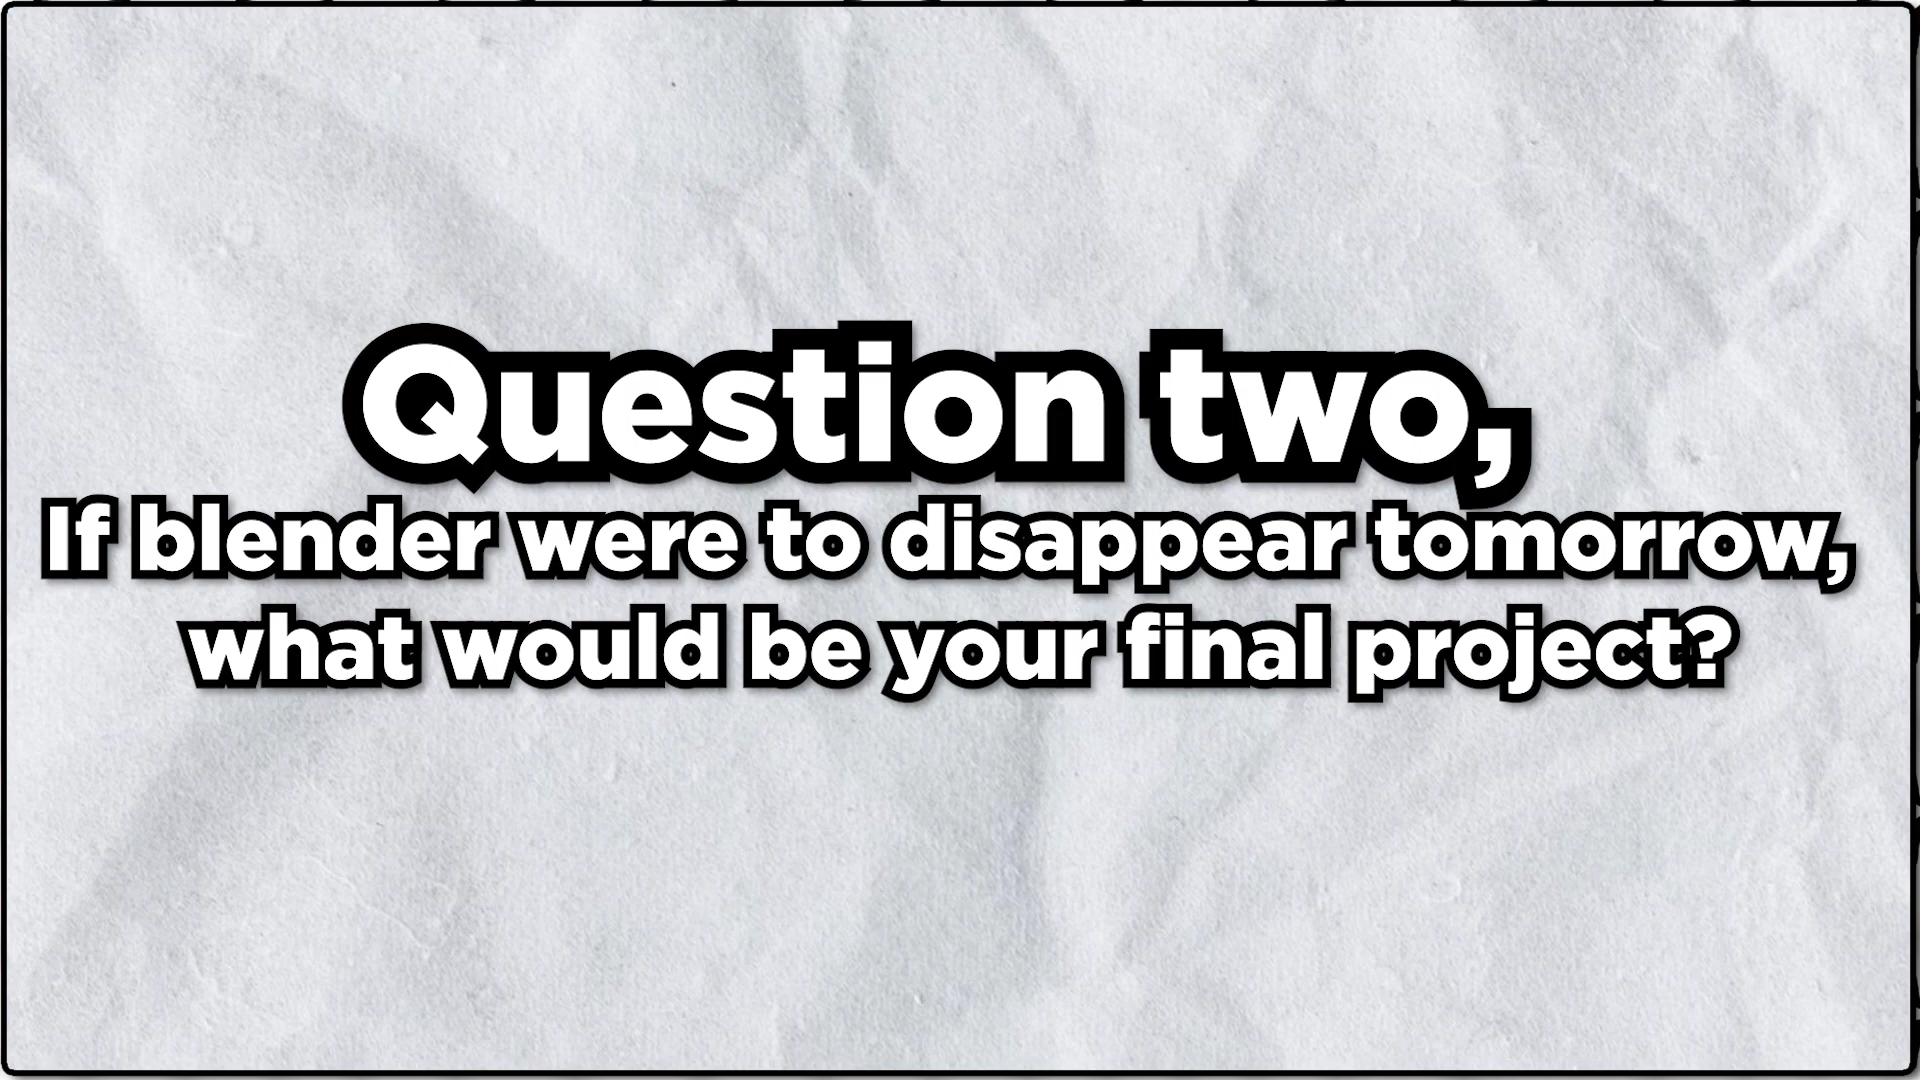 Question two,
If blender were to disappear tomorrow,
what would be your final project?